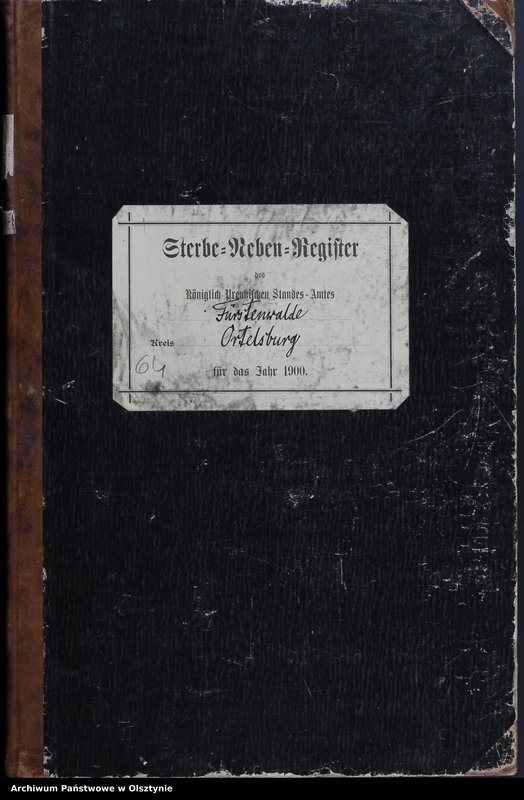 Sterbe-Neben-Register
des
Königlich Preußischen Standes-Amtes
Fürstenwalde
Kreis Ortelsburg
64
für das Jahr 1900.
Archiwum Państwowe w Olsztynie